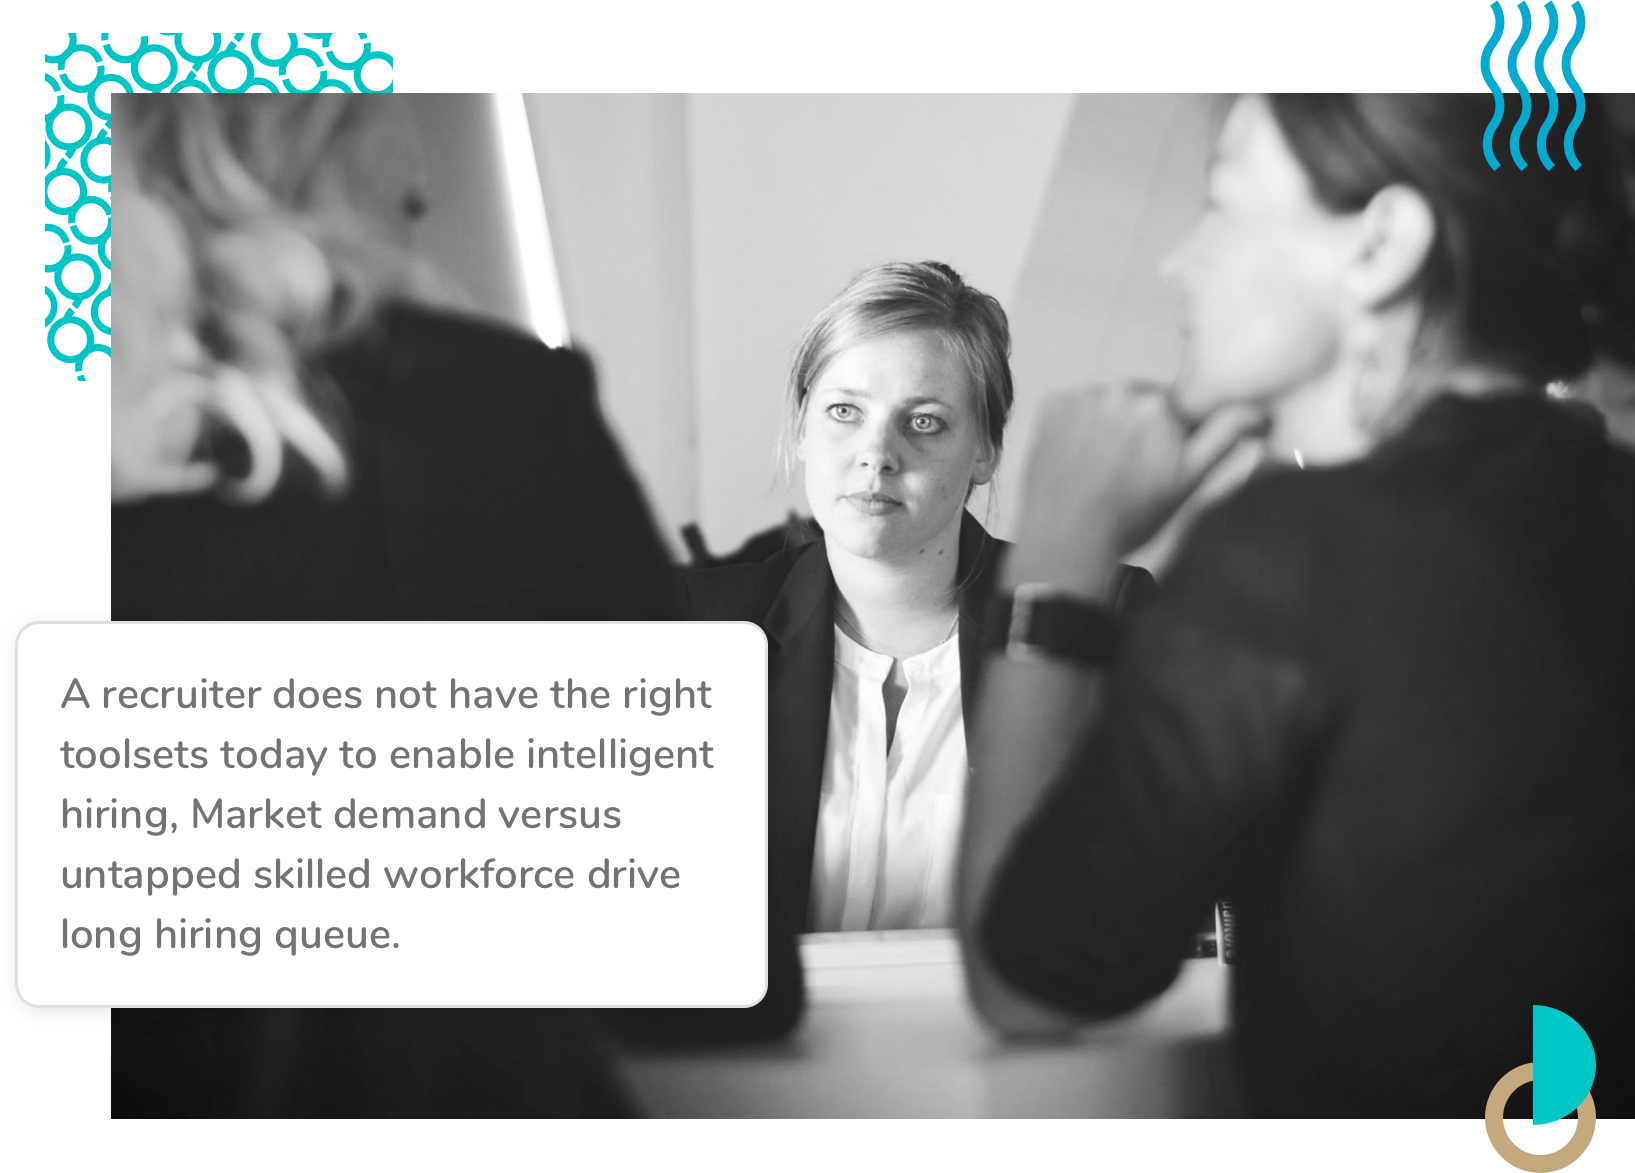 A recruiter does not have the right
toolsets today to enable intelligent
hiring, Market demand versus
untapped skilled workforce drive
long hiring queue.